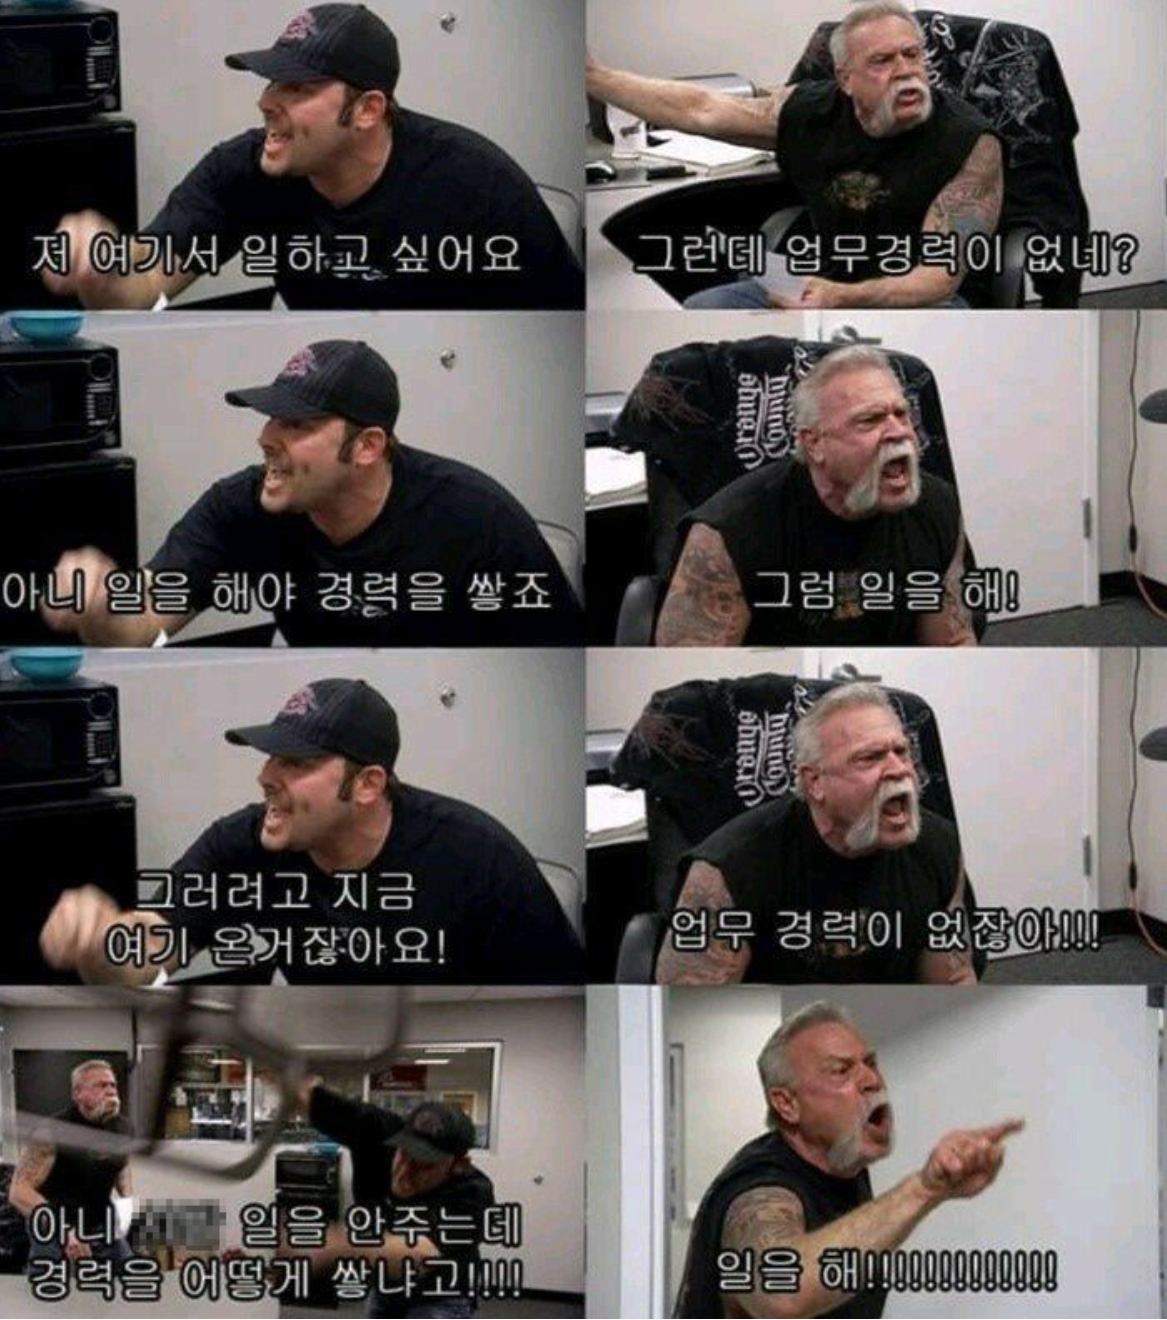 저 여기서 일하고 싶어요
그런데 업무경력이 없네?
아니 일을 해야 경력을 쌓죠
Orange
County
그럼 일을 해!
그러려고 지금
여기 온거잖아요!
Orange
County
업무 경력이 없잖아!!!
아니 일을 안주는데
경력을 어떻게 쌓냐고!!!!
일을 해!!!!!!!!!!!!!!!